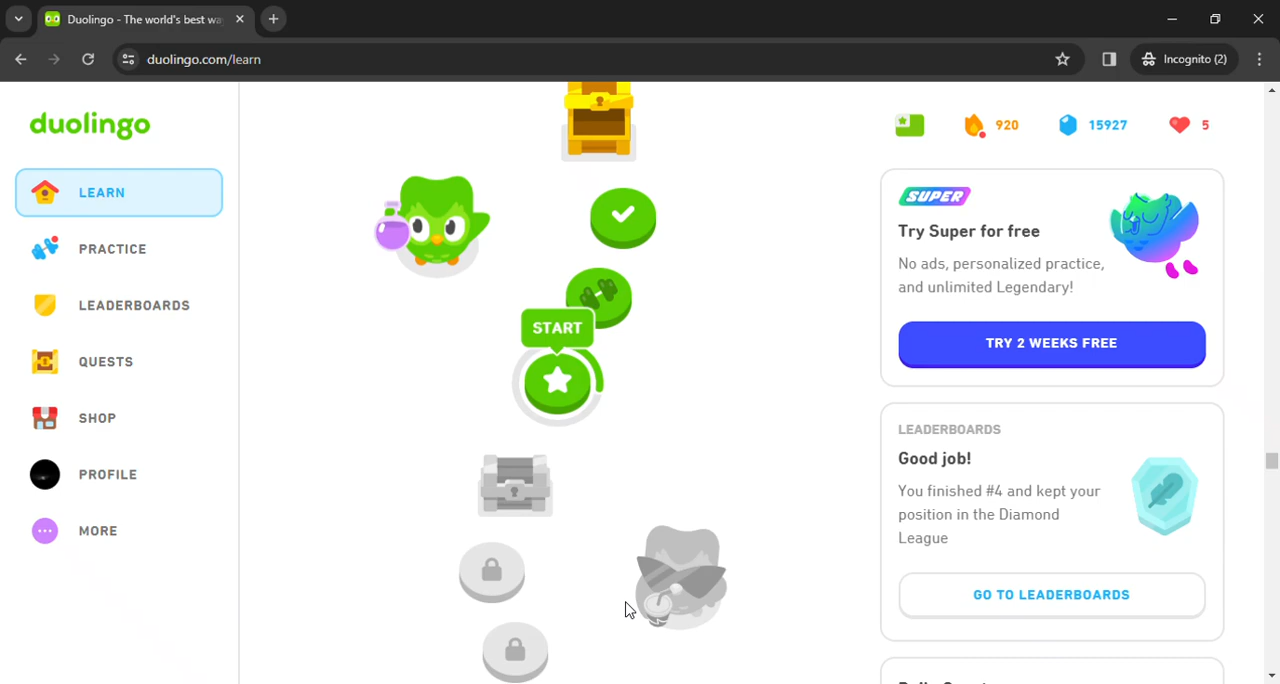 Duolingo - The world's best wa
duolingo.com/learn
Incognito (2)
duolingo
LEARN
PRACTICE
LEADERBOARDS
QUESTS
SHOP
PROFILE
MORE
START
920
15927
5
SUPER
Try Super for free
No ads, personalized practice,
and unlimited Legendary!
TRY 2 WEEKS FREE
LEADERBOARDS
Good job!
You finished #4 and kept your
position in the Diamond
League
GO TO LEADERBOARDS